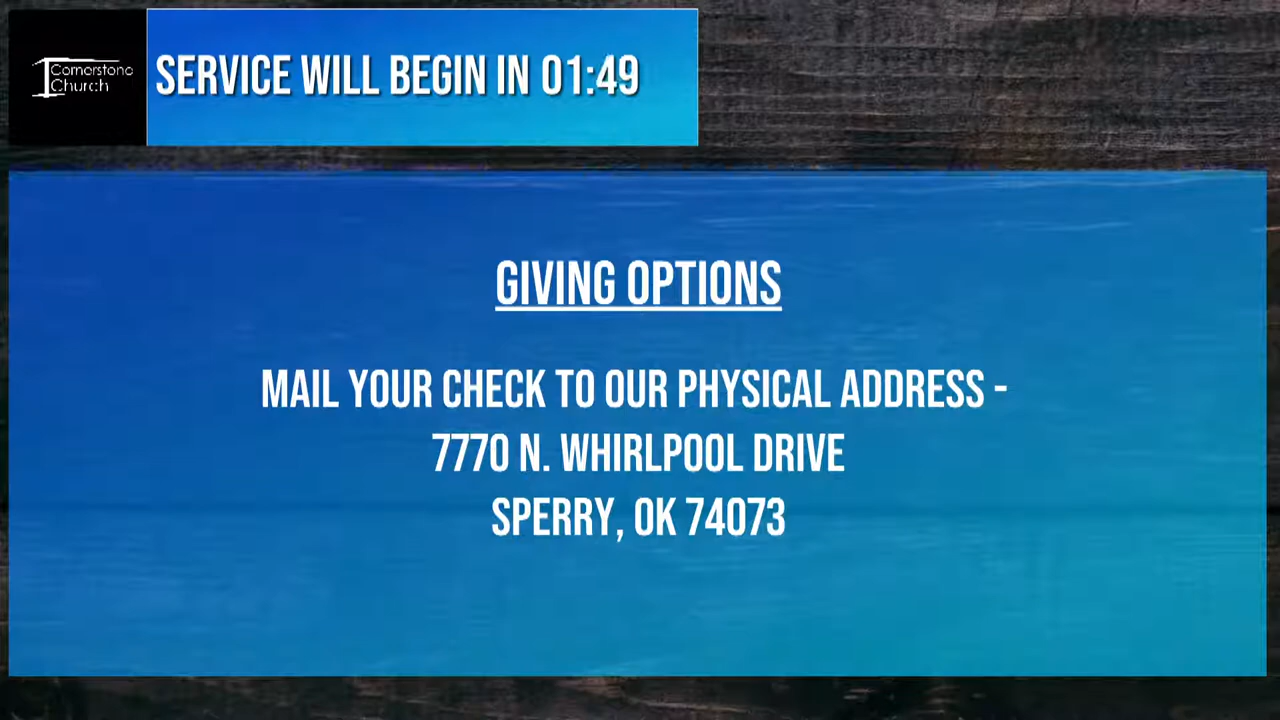 Cornerstone
Church
SERVICE WILL BEGIN IN 01:49
GIVING OPTIONS
MAIL YOUR CHECK TO OUR PHYSICAL ADDRESS -
7770 N. WHIRLPOOL DRIVE
SPERRY, OK 74073